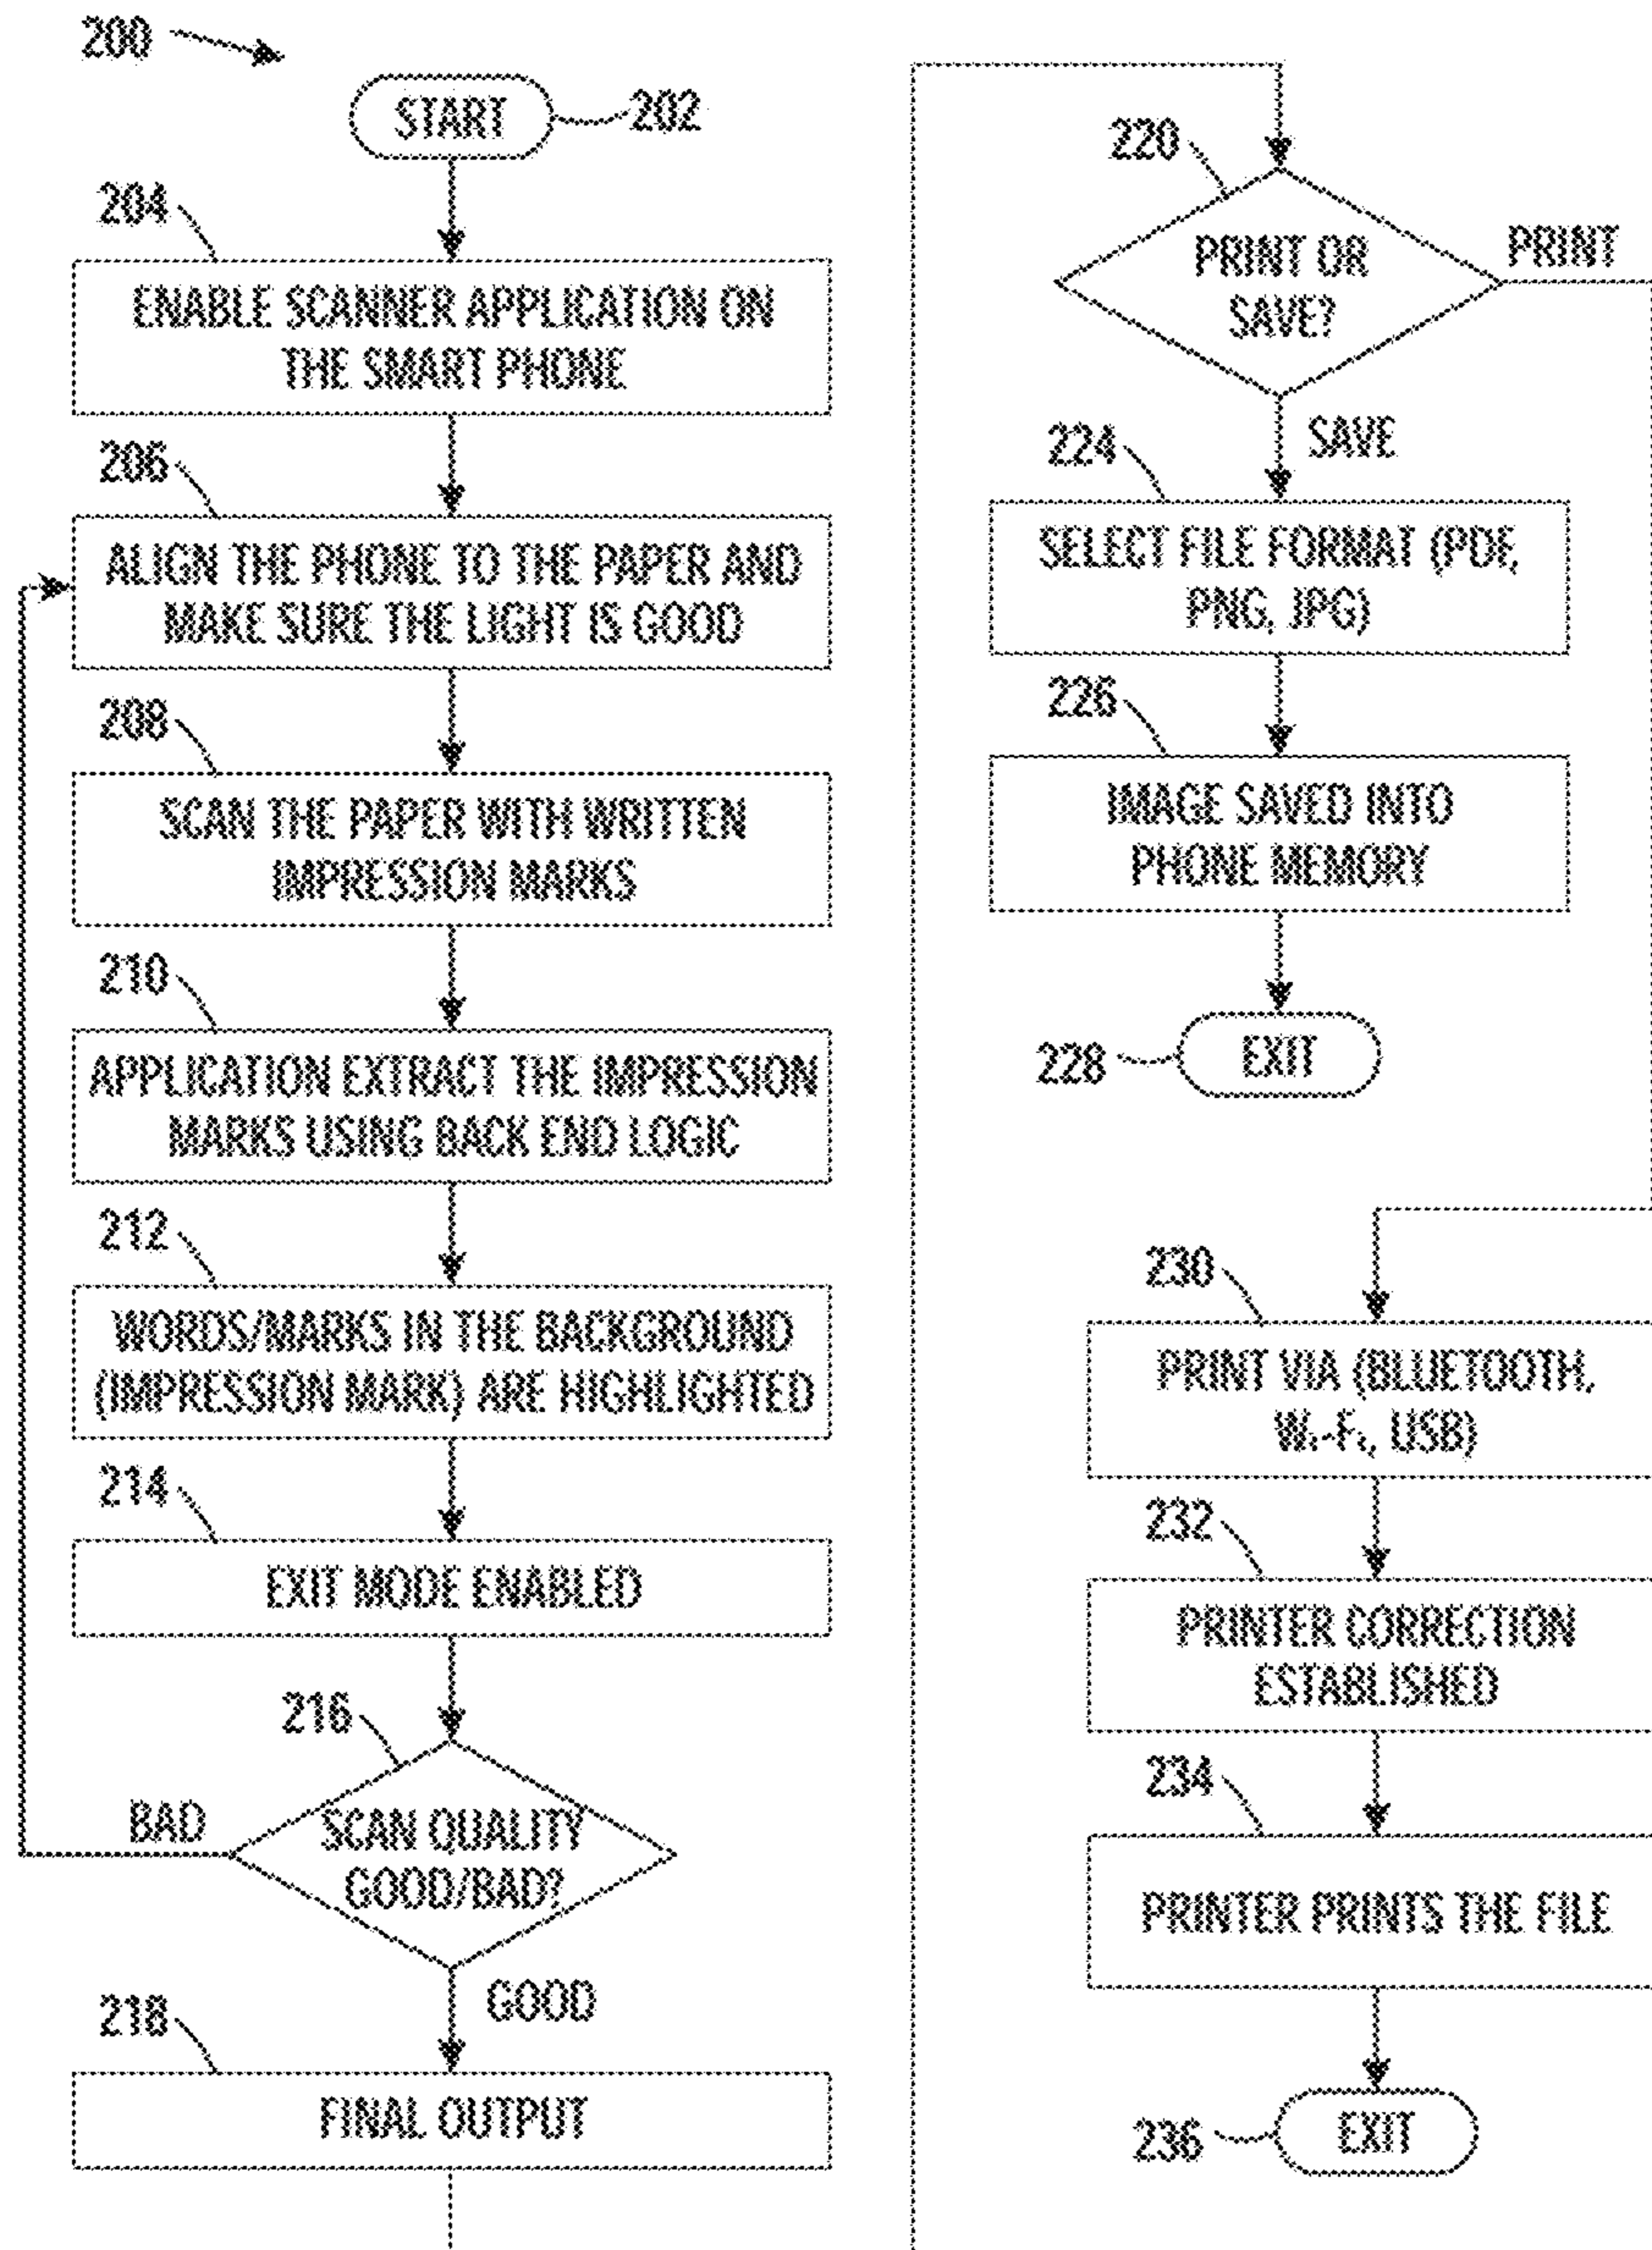 200
START
202
204
ENABLE SCANNER APPLICATION ON
THE SMART PHONE
206
ALIGN THE PHONE TO THE PAPER AND
MAKE SURE THE LIGHT IS GOOD
208
SCAN THE PAPER WITH WRITTEN
IMPRESSION MARKS
210
APPLICATION EXTRACT THE IMPRESSION
MARKS USING BACK END LOGIC
212
WORDS/MARKS IN THE BACKGROUND
(IMPRESSION MARK) ARE HIGHLIGHTED
214
EXIT MODE ENABLED
216
BAD
SCAN QUALITY
GOOD/BAD?
GOOD
218
FINAL OUTPUT
220
PRINT OR
SAVE?
PRINT
SAVE
224
SELECT FILE FORMAT (PDF,
PNG, JPG)
226
IMAGE SAVED INTO
PHONE MEMORY
228
EXIT
230
PRINT VIA (BLUETOOTH,
Wi-Fi, USB)
232
PRINTER CORRECTION
ESTABLISHED
234
PRINTER PRINTS THE FILE
236
EXIT